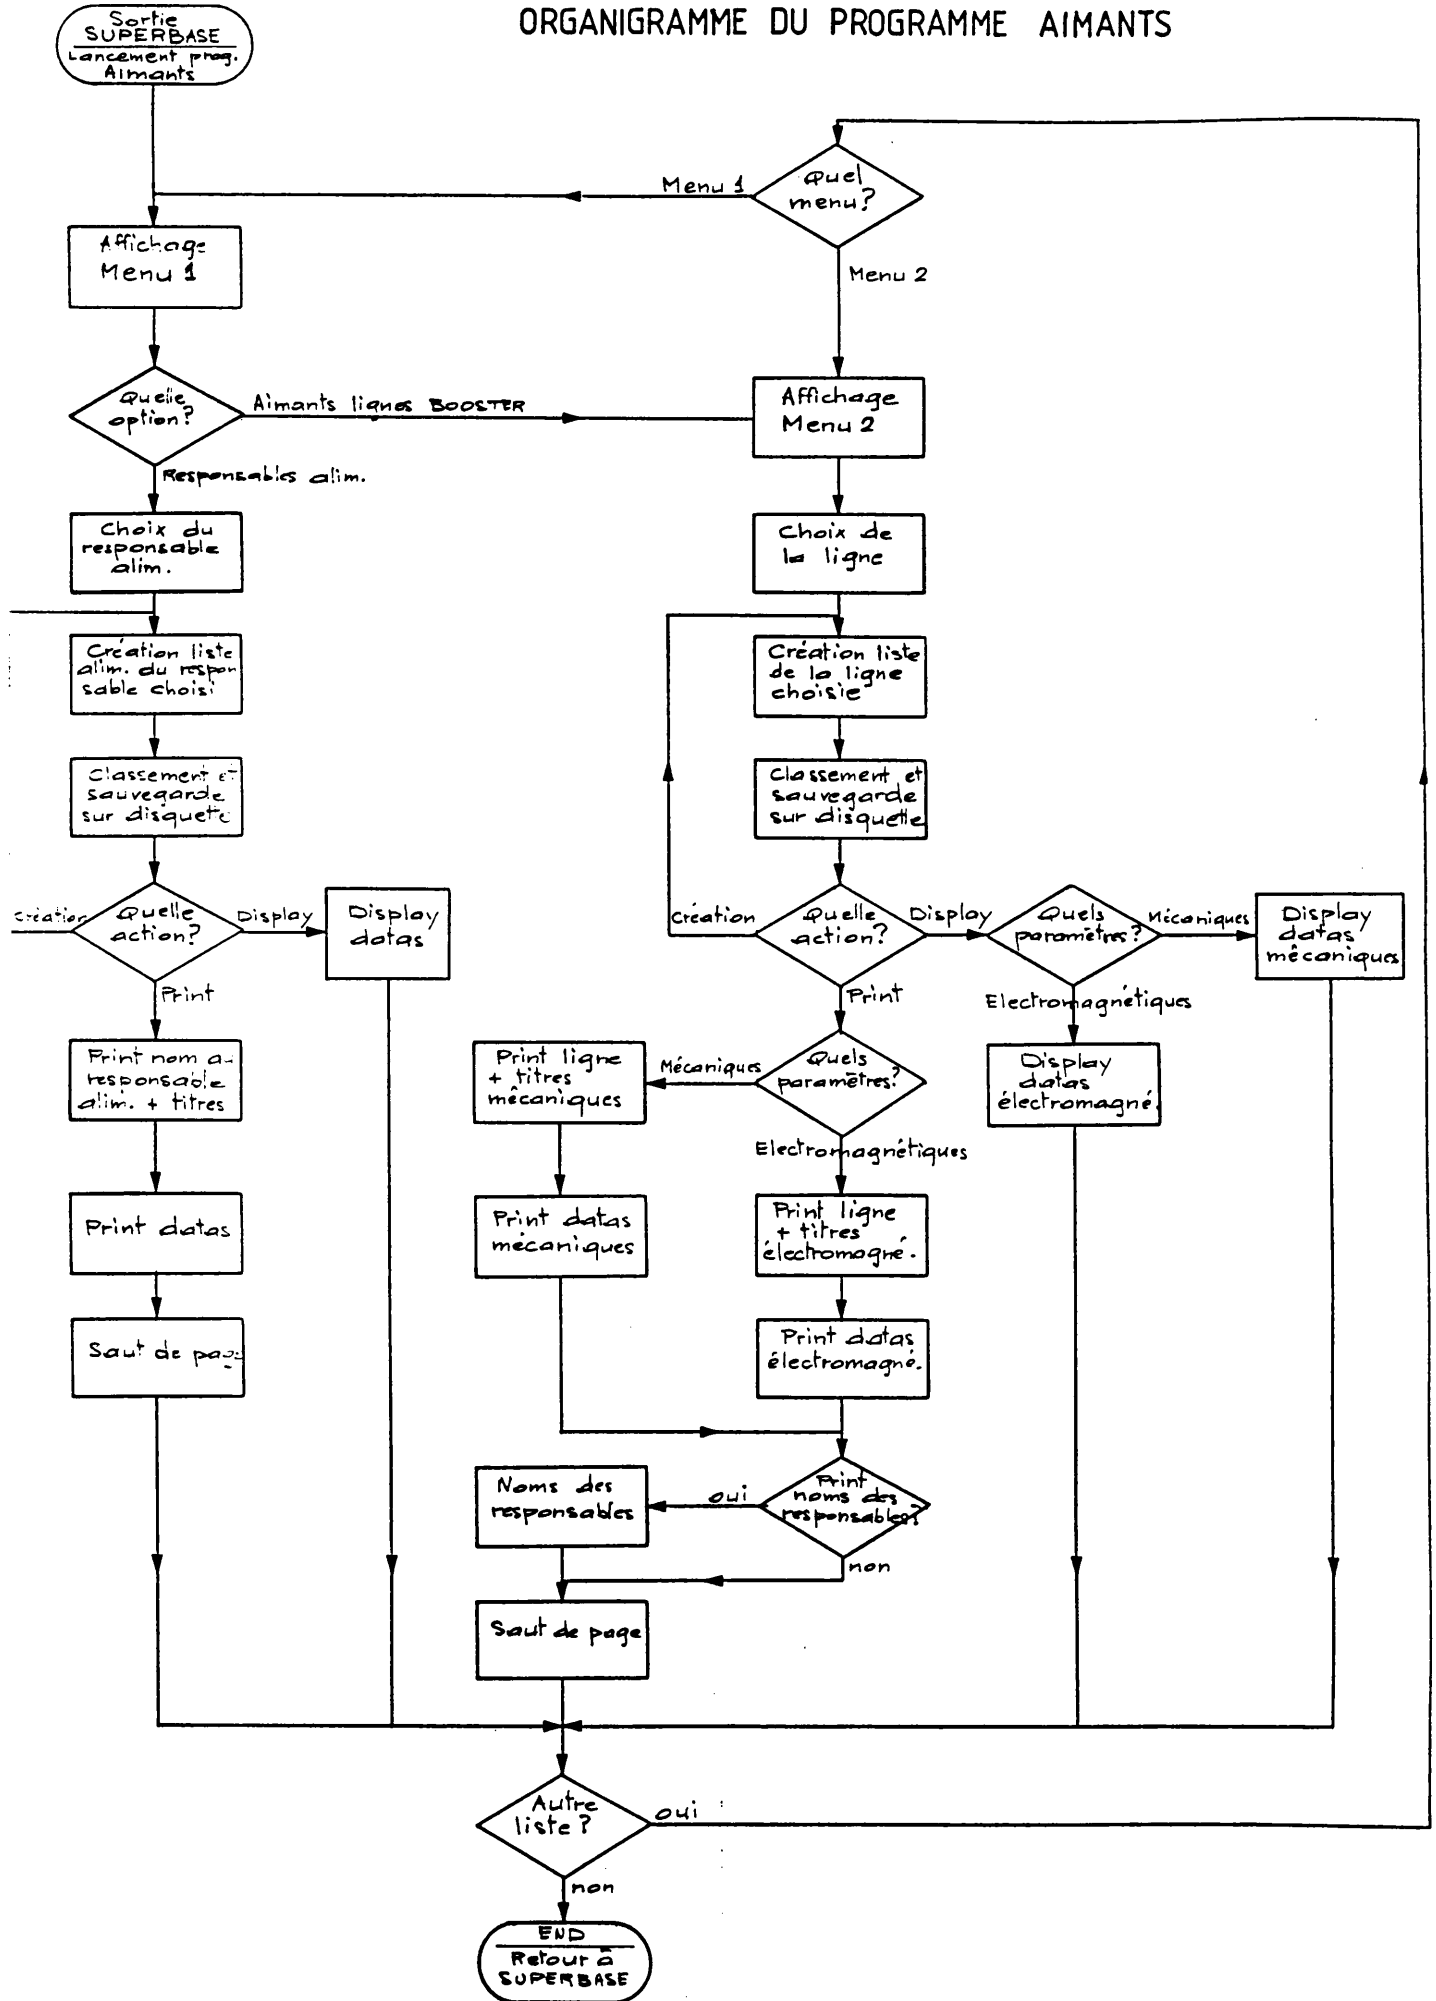 ORGANIGRAMME DU PROGRAMME AIMANTS
Sortie
SUPERBASE
Lancement prog.
Aimants
Quel
menu?
Menu 1
Menu 2
Affichage
Menu 1
Quelle
option?
Aimants lignes BOOSTER
Responsables alim.
Affichage
Menu 2
Choix du
responsable
alim.
Choix de
la ligne
Création liste
alim. du respon
sable choisi
Création liste
de la ligne
choisie
Classement et
sauvegarde
sur disquette
Classement et
sauvegarde
sur disquette
Création
Quelle
action?
Display
Display
datas
Print
Création
Quelle
action?
Display
Quels
paramètres?
Mécaniques
Display
datas
mécaniques
Print
Electromagnétiques
Print nom
responsable
alim. + titres
Print ligne
+ titres
mécaniques
Mécaniques
Quels
paramètres?
Display
datas
électromagné.
Electromagnétiques
Print datas
Print datas
mécaniques
Print ligne
+ titres
électromagné.
Saut de page
Print datas
électromagné.
Noms des
responsables
oui
Print
noms des
responsables?
non
Saut de page
Autre
liste?
oui
non
END
Retour à
SUPERBASE